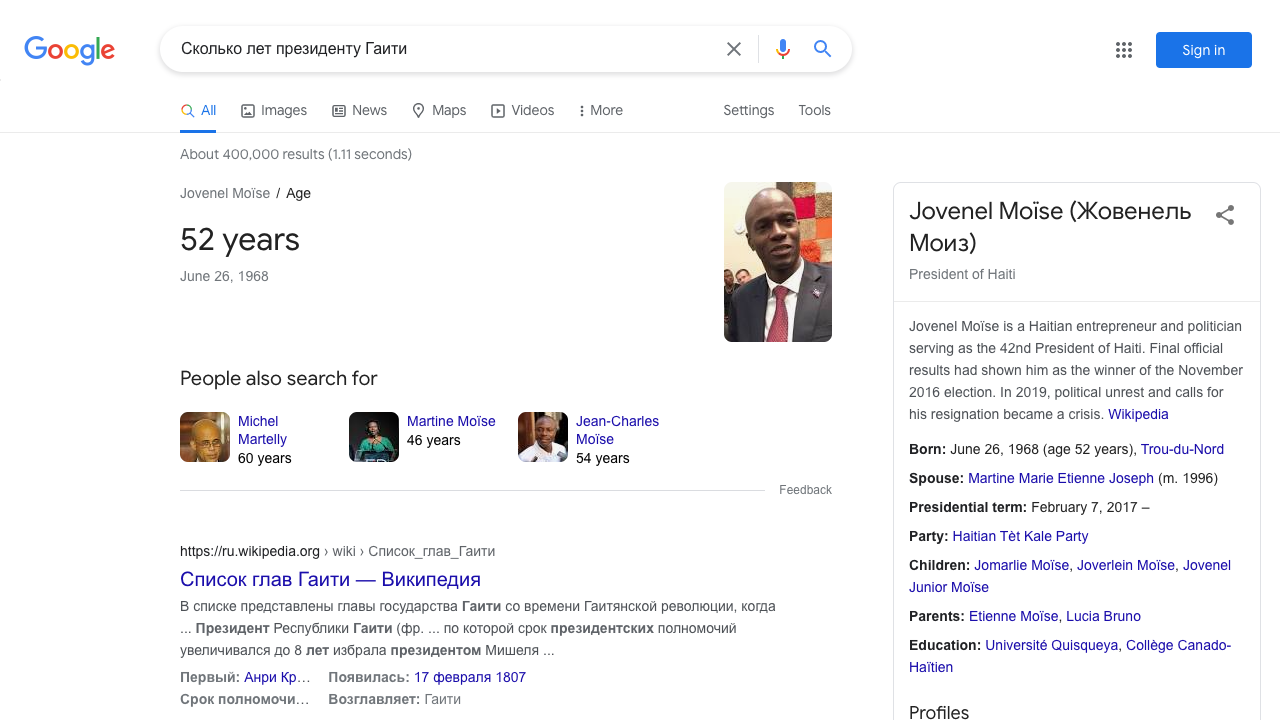 Google
Сколько лет президенту Гаити
Sign in
All
Images
News
Maps
Videos
More
Settings
Tools
About 400,000 results (1.11 seconds)
Jovenel Moïse / Age
52 years
June 26, 1968
People also search for
Michel
Martelly
60 years
Martine Moïse
46 years
Jean-Charles
Moïse
54 years
Feedback
https://ru.wikipedia.org › wiki › Список_глав_Гаити
Список глав Гаити — Википедия
В списке представлены главы государства Гаити со времени Гаитянской революции, когда
... Президент Республики Гаити (фр. ... по которой срок президентских полномочий
увеличивался до 8 лет избрала президентом Мишеля ...
Первый: Анри Кр… Появилась: 17 февраля 1807
Срок полномочи… Возглавляет: Гаити
Jovenel Moïse (Жовенель
Моиз)
President of Haiti
Jovenel Moïse is a Haitian entrepreneur and politician
serving as the 42nd President of Haiti. Final official
results had shown him as the winner of the November
2016 election. In 2019, political unrest and calls for
his resignation became a crisis. Wikipedia
Born: June 26, 1968 (age 52 years), Trou-du-Nord
Spouse: Martine Marie Etienne Joseph (m. 1996)
Presidential term: February 7, 2017 –
Party: Haitian Tèt Kale Party
Children: Jomarlie Moïse, Joverlein Moïse, Jovenel
Junior Moïse
Parents: Etienne Moïse, Lucia Bruno
Education: Université Quisqueya, Collège Canado-
Haïtien
Profiles